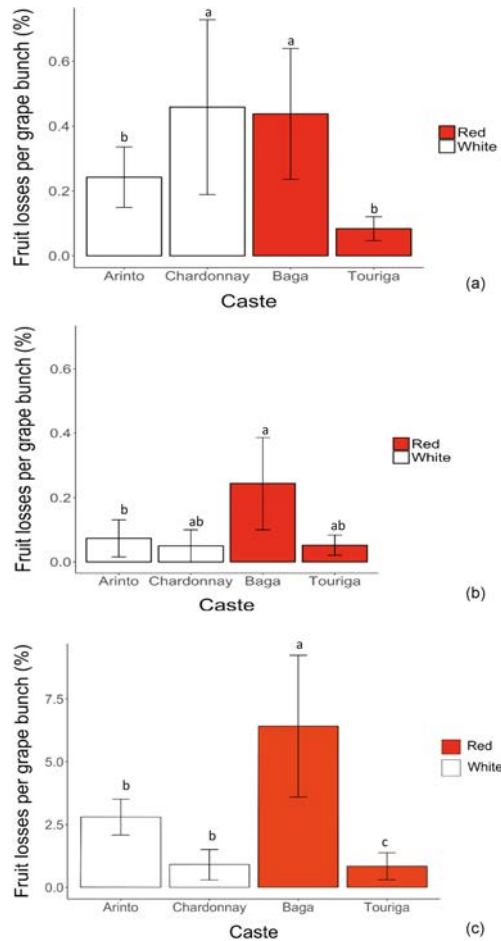 Fruit losses per grape bunch (%)
0.6
0.4
0.2
0.0
a
a
b
b
Arinto Chardonnay Baga Touriga
Caste
Red
White
(a)
Fruit losses per grape bunch (%)
0.6
0.4
0.2
0.0
a
b ab ab
Arinto Chardonnay Baga Touriga
Caste
Red
White
(b)
Fruit losses per grape bunch (%)
7.5
5.0
2.5
0.0
a
b b c
Arinto Chardonnay Baga Touriga
Caste
Red
White
(c)